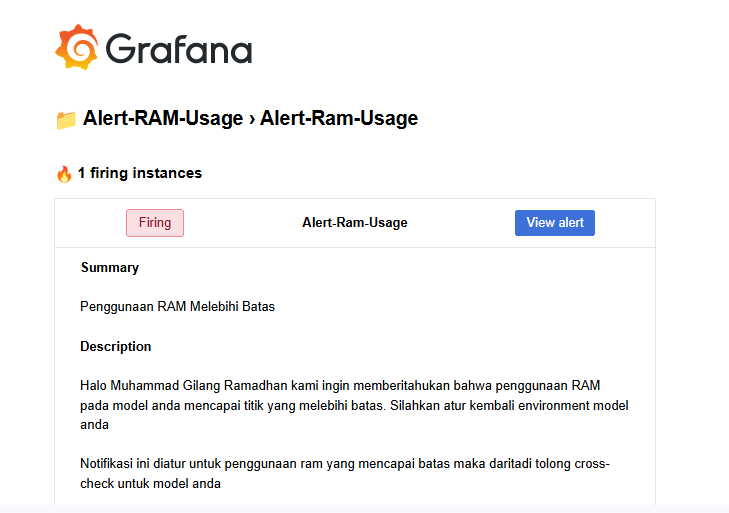 Grafana
Alert-RAM-Usage › Alert-Ram-Usage
1 firing instances
Firing Alert-Ram-Usage View alert
Summary
Penggunaan RAM Melebihi Batas
Description
Halo Muhammad Gilang Ramadhan kami ingin memberitahukan bahwa penggunaan RAM
pada model anda mencapai titik yang melebihi batas. Silahkan atur kembali environment model
anda
Notifikasi ini diatur untuk penggunaan ram yang mencapai batas maka daritadi tolong cross-
check untuk model anda